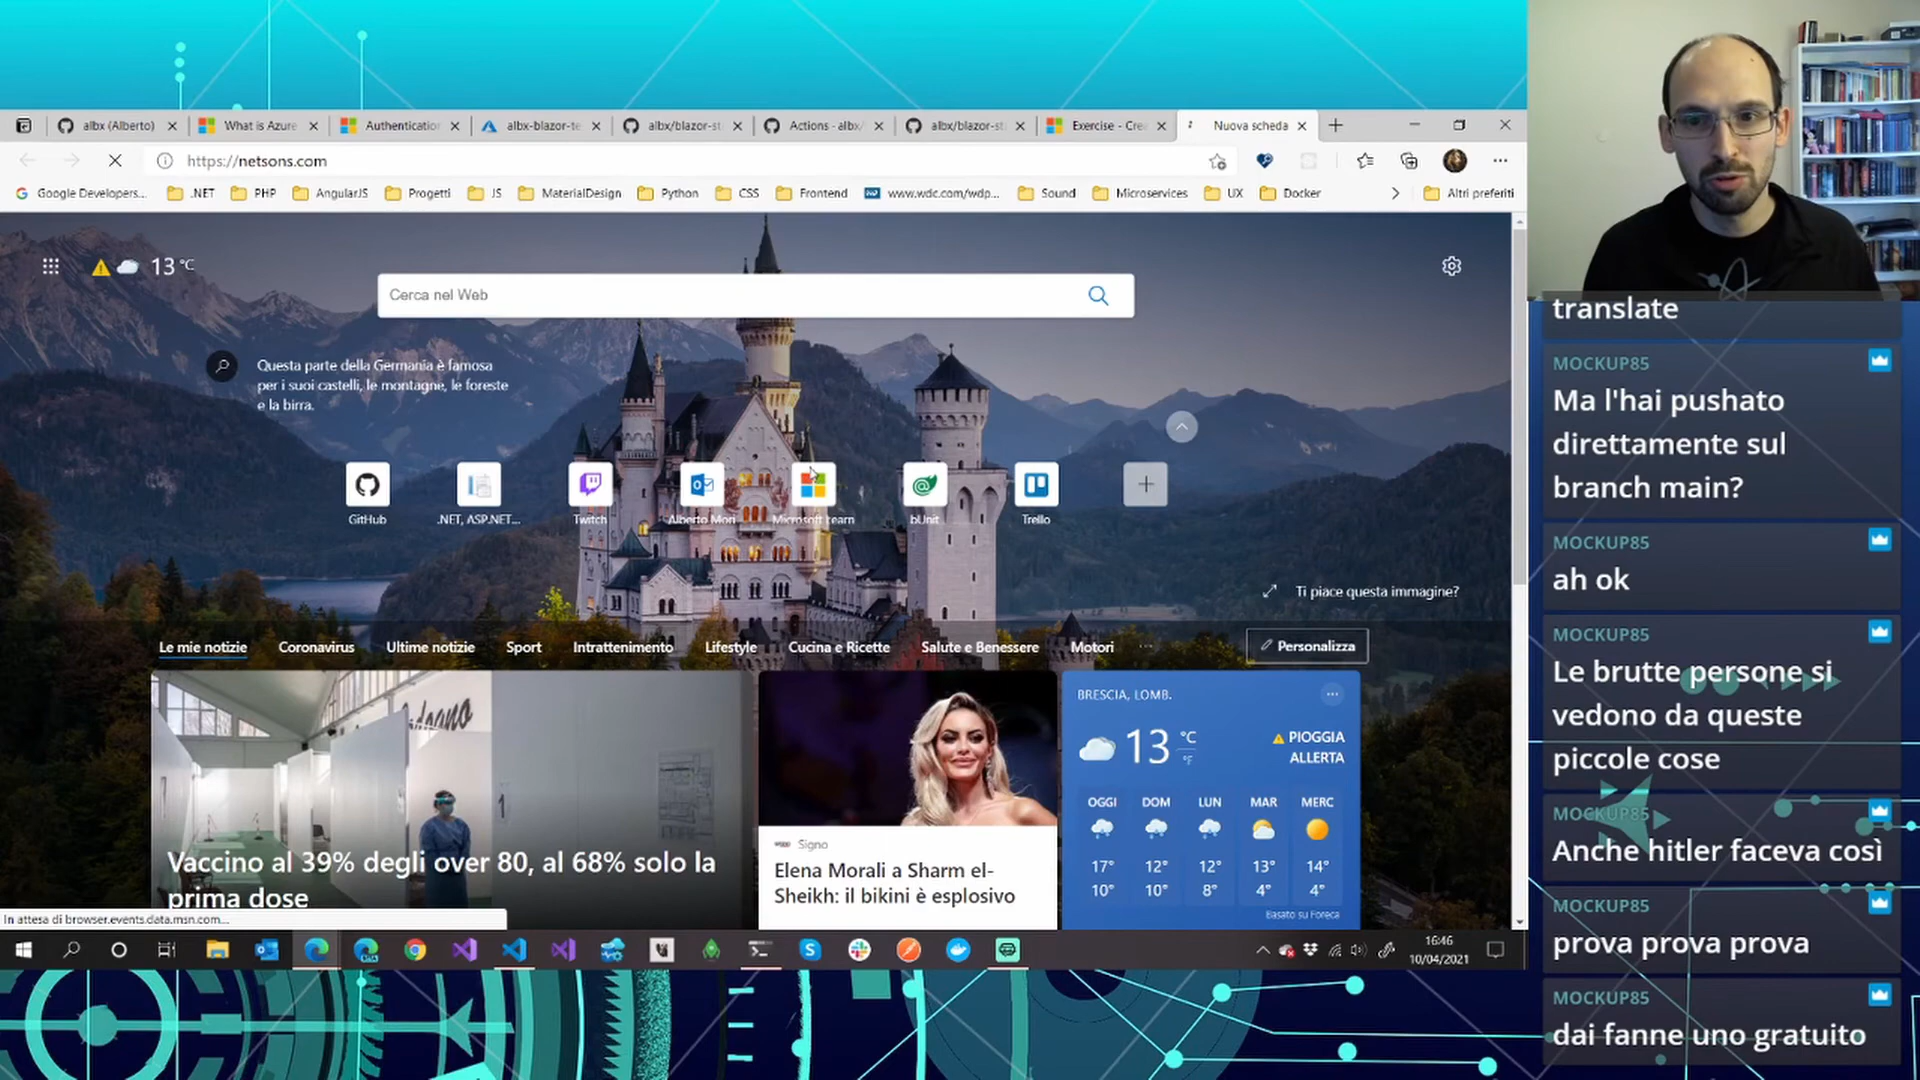 albx (Alberto)
What is Azure
Authentication
albx-blazor-te
albx/blazor-st
Actions - albx/
albx/blazor-st
Exercise - Crea
Nuova scheda
https://netsons.com
Google Developers...
.NET
PHP
AngularJS
Progetti
JS
MaterialDesign
Python
CSS
Frontend
www.wdc.com/wdp...
Sound
Microservices
UX
Docker
Altri preferiti
13 °C
Cerca nel Web
Questa parte della Germania è famosa
per i suoi castelli, le montagne, le foreste
e la birra.
GitHub
.NET, ASP.NET...
Twitch
Alberto Mori
Microsoft team
bUnit
Trello
Ti piace questa immagine?
Le mie notizie
Coronavirus
Ultime notizie
Sport
Intrattenimento
Lifestyle
Cucina e Ricette
Salute e Benessere
Motori
Personalizza
Vaccino al 39% degli over 80, al 68% solo la
prima dose
Signo
Elena Morali a Sharm el-
Sheikh: il bikini è esplosivo
BRESCIA, LOMB.
13 °C
°F
PIOGGIA
ALLERTA
OGGI DOM LUN MAR MERC
17° 12° 12° 13° 14°
10° 10° 8° 4° 4°
Basato su Foreca
In attesa di browser.events.data.msn.com...
16:46
10/04/2021
translate
MOCKUP85
Ma l'hai pushato
direttamente sul
branch main?
MOCKUP85
ah ok
MOCKUP85
Le brutte persone si
vedono da queste
piccole cose
MOCKUP85
Anche hitler faceva così
MOCKUP85
prova prova prova
MOCKUP85
dai fanne uno gratuito